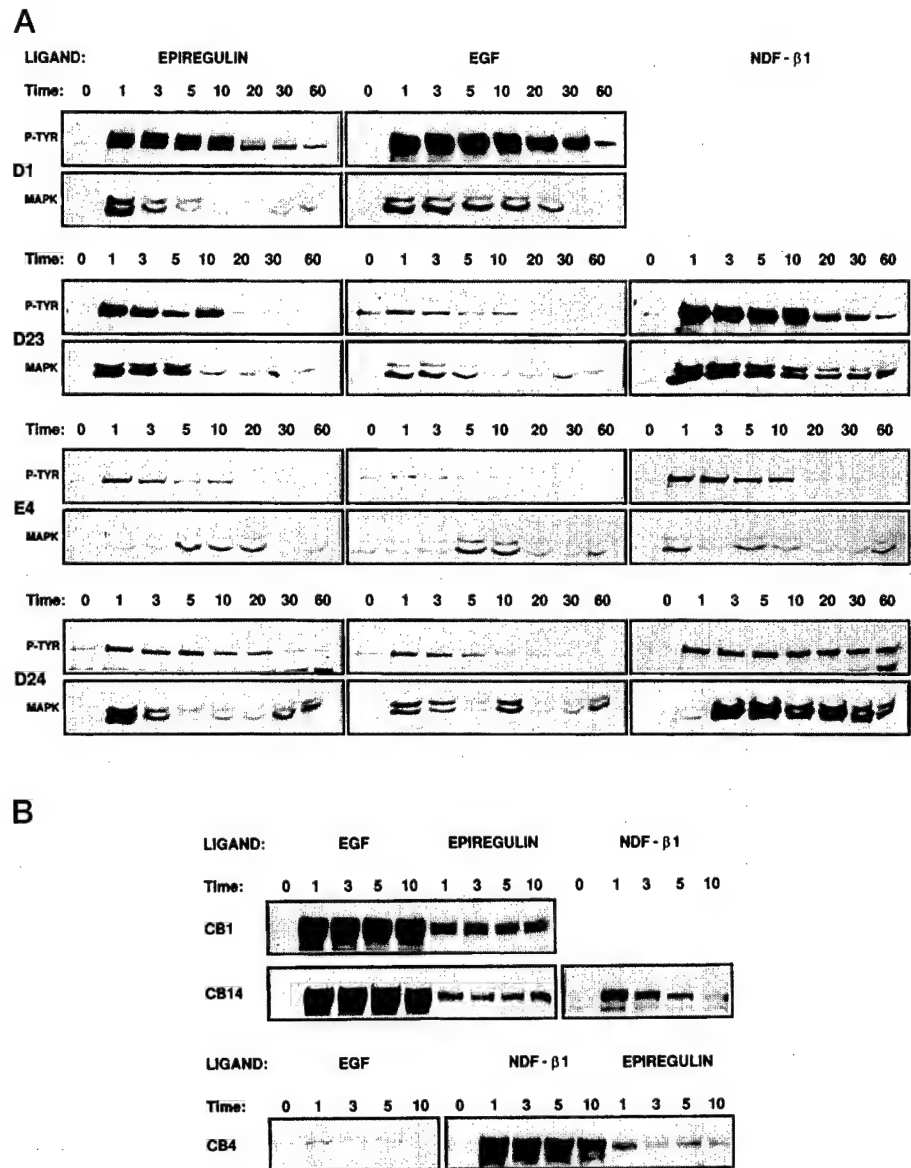 A
LIGAND: EPIREGULIN EGF NDF - β1
Time: 0 1 3 5 10 20 30 60 0 1 3 5 10 20 30 60
P-TYR
D1
MAPK
Time: 0 1 3 5 10 20 30 60 0 1 3 5 10 20 30 60 0 1 3 5 10 20 30 60
P-TYR
D23
MAPK
Time: 0 1 3 5 10 20 30 60 0 1 3 5 10 20 30 60 0 1 3 5 10 20 30 60
P-TYR
E4
MAPK
Time: 0 1 3 5 10 20 30 60 0 1 3 5 10 20 30 60 0 1 3 5 10 20 30 60
P-TYR
D24
MAPK
B
LIGAND: EGF EPIREGULIN NDF - β1
Time: 0 1 3 5 10 1 3 5 10 0 1 3 5 10
CB1
CB14
LIGAND: EGF NDF - β1 EPIREGULIN
Time: 0 1 3 5 10 0 1 3 5 10 1 3 5 10
CB4